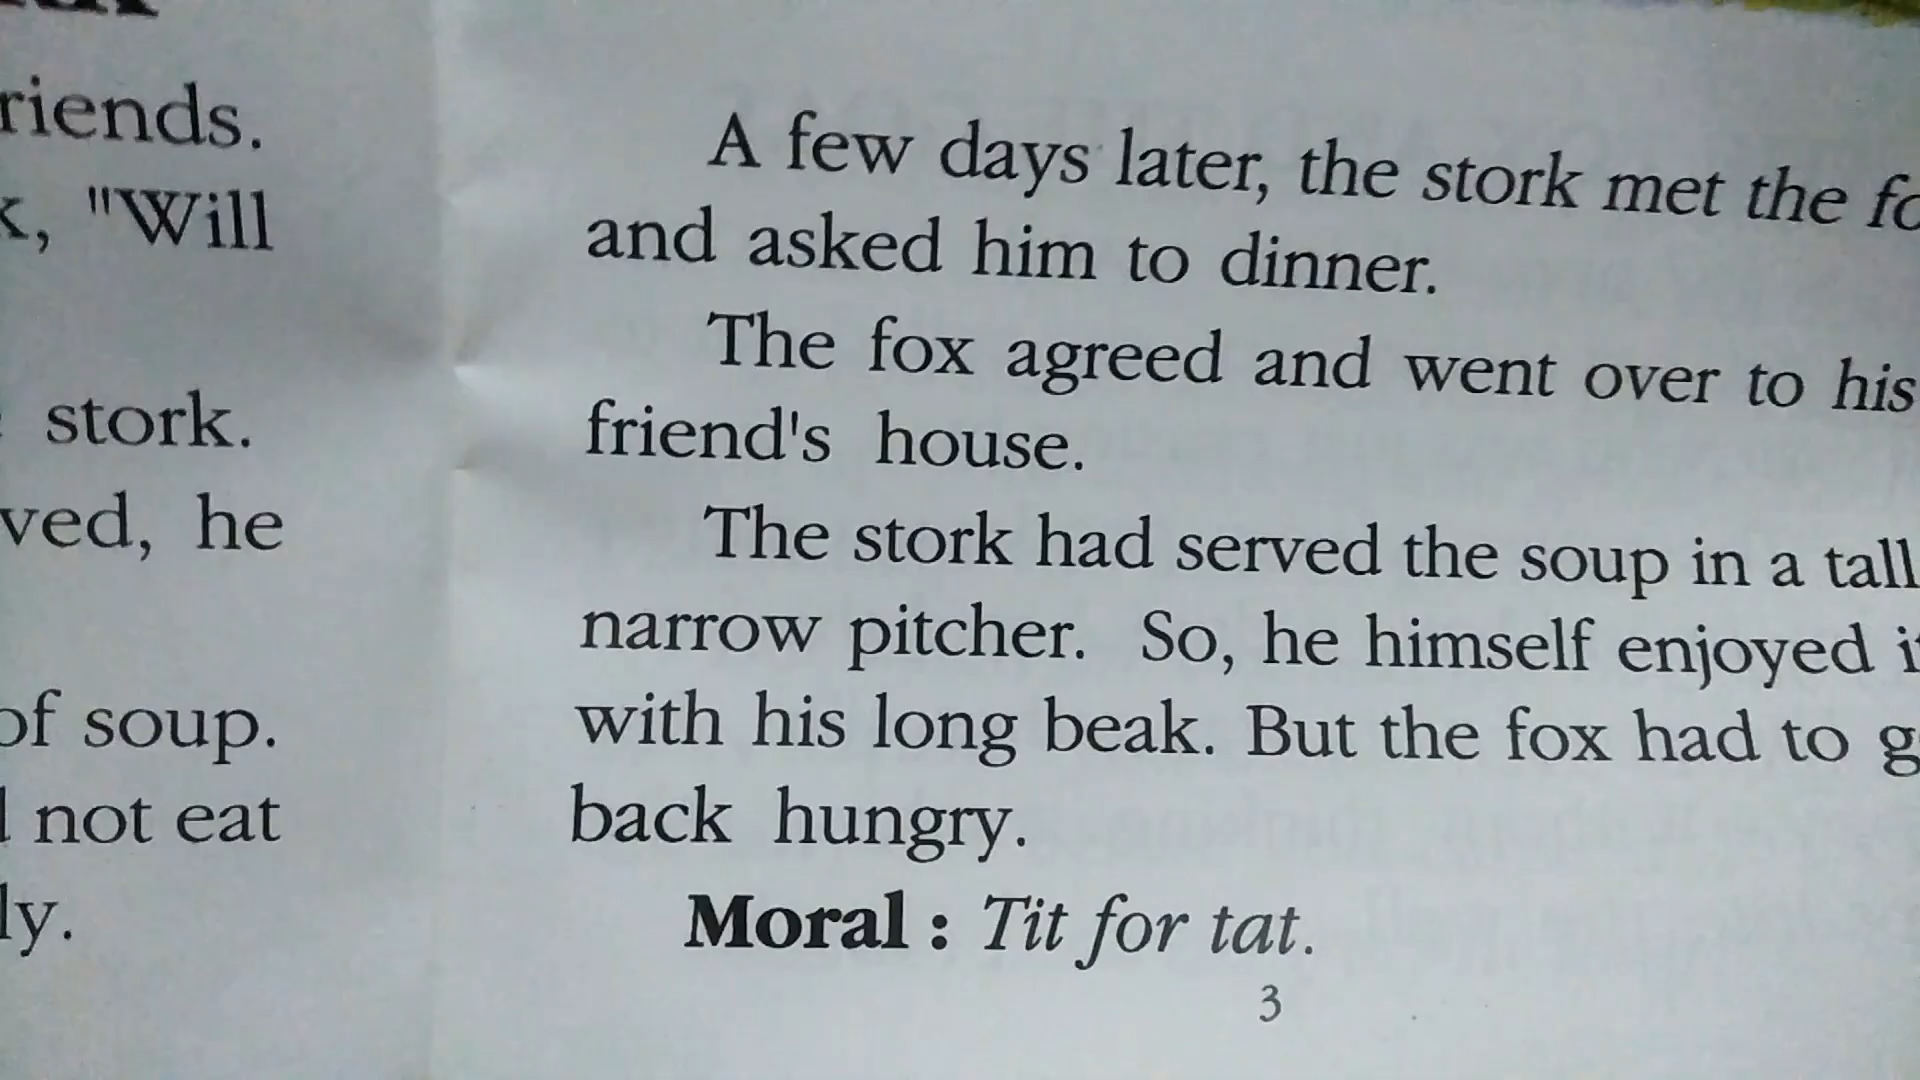 riends.
, "Will
stork.
ved, he
of soup.
not eat
ly.
A few days later, the stork met the fo
and asked him to dinner.
The fox agreed and went over to his
friend's house.
The stork had served the soup in a tall
narrow pitcher. So, he himself enjoyed it
with his long beak. But the fox had to g
back hungry.
Moral : Tit for tat.
3